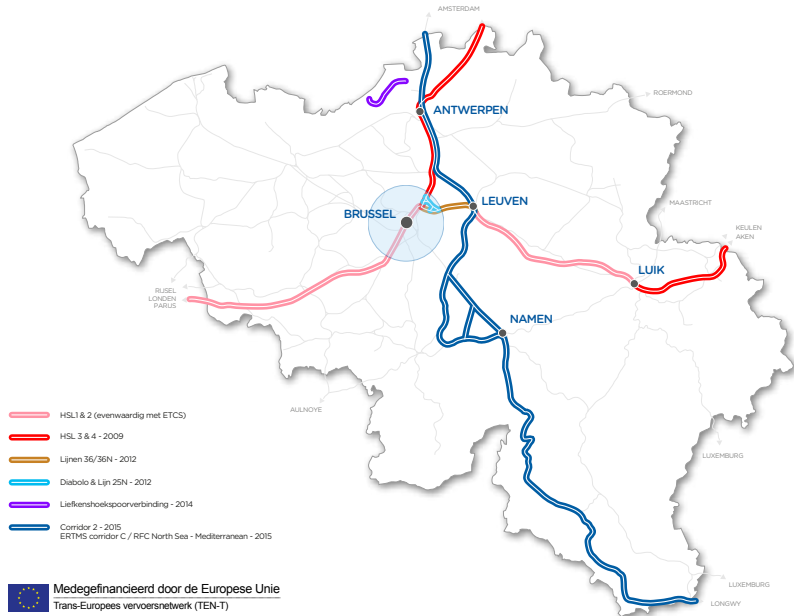 AMSTERDAM
ROERMOND
ANTWERPEN
MAASTRICHT
LEUVEN
BRUSSEL
KEULEN
AKEN
LUIK
RIJSEL
LONDEN
PARIJS
NAMEN
AULNOYE
LUXEMBURG
LUXEMBURG
LONGWY
HSL1 & 2 (evenwaardig met ETCS)
HSL 3 & 4 - 2009
Lijnen 36/36N - 2012
Diabolo & Lijn 25N - 2012
Liefkenshoekspoorverbinding - 2014
Corridor 2 - 2015
ERTMS corridor C / RFC North Sea - Mediterranean - 2015
Medegefinancieerd door de Europese Unie
Trans-Europees vervoersnetwerk (TEN-T)